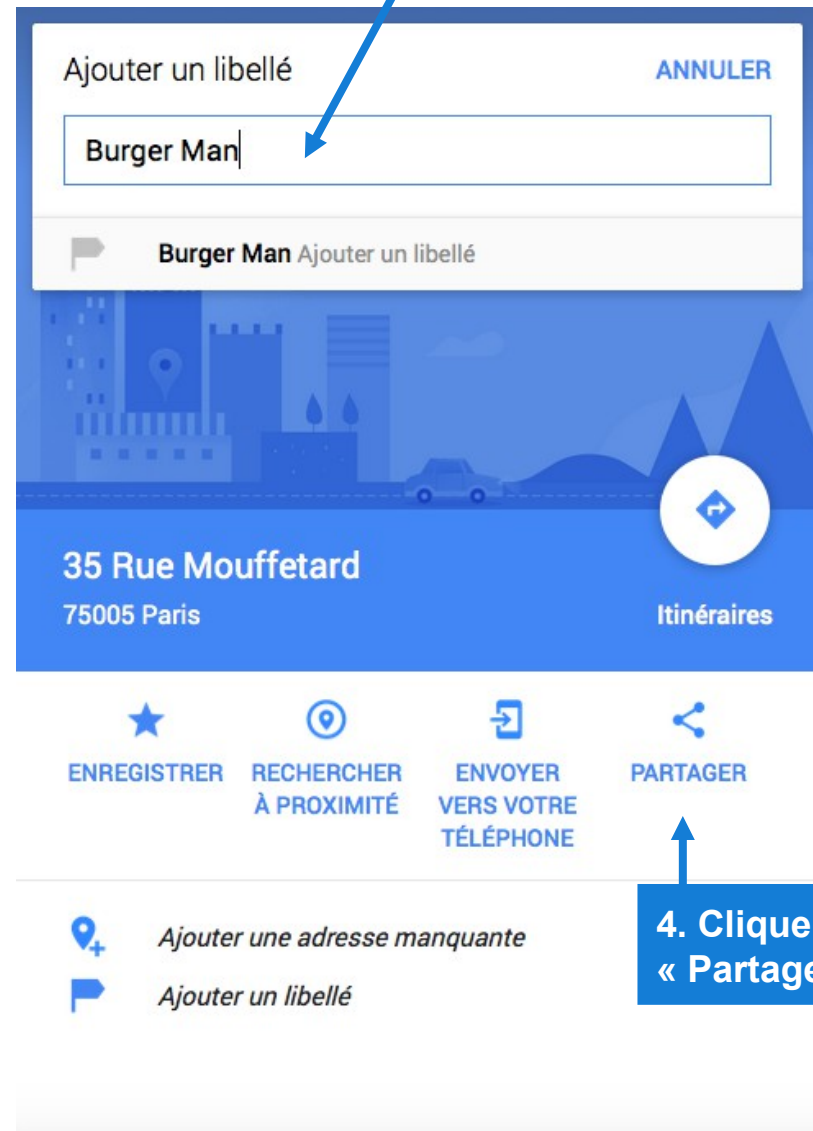 Ajouter un libellé ANNULER
Burger Man
Burger Man Ajouter un libellé
35 Rue Mouffetard
75005 Paris Itinéraires
ENREGISTRER RECHERCHER À PROXIMITÉ ENVOYER VERS VOTRE TÉLÉPHONE PARTAGER
Ajouter une adresse manquante
Ajouter un libellé
4. Clique
« Partage